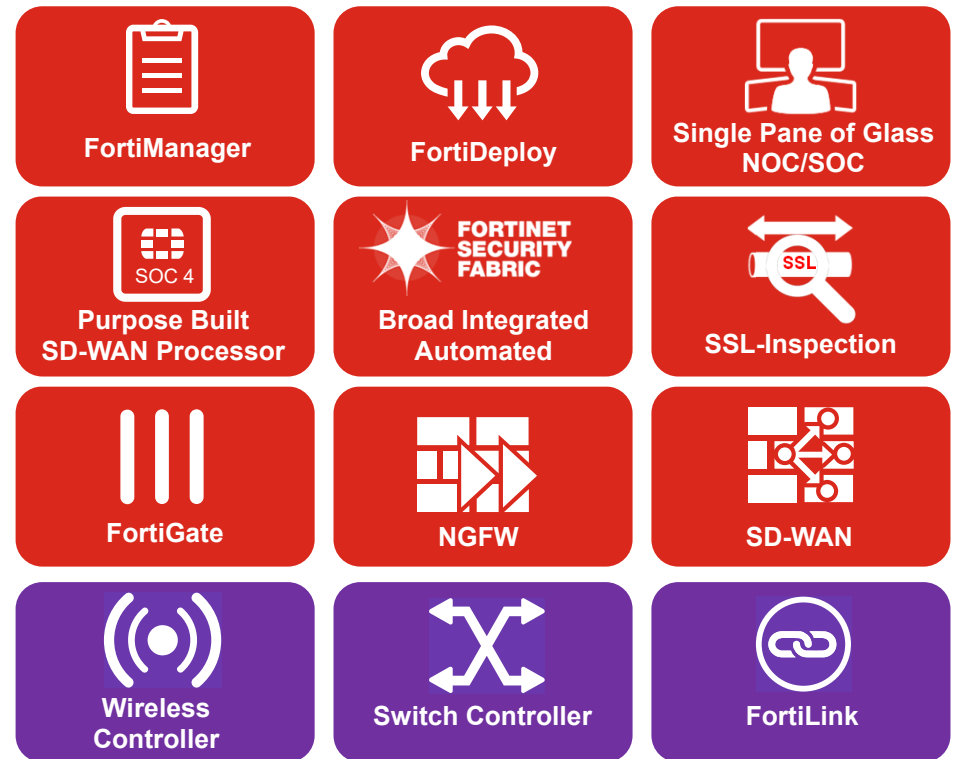 FortiManager
FortiDeploy
Single Pane of Glass
NOC/SOC
SOC 4
Purpose Built
SD-WAN Processor
FORTINET
SECURITY
FABRIC
Broad Integrated
Automated
SSL
SSL-Inspection
FortiGate
NGFW
SD-WAN
Wireless
Controller
Switch Controller
FortiLink